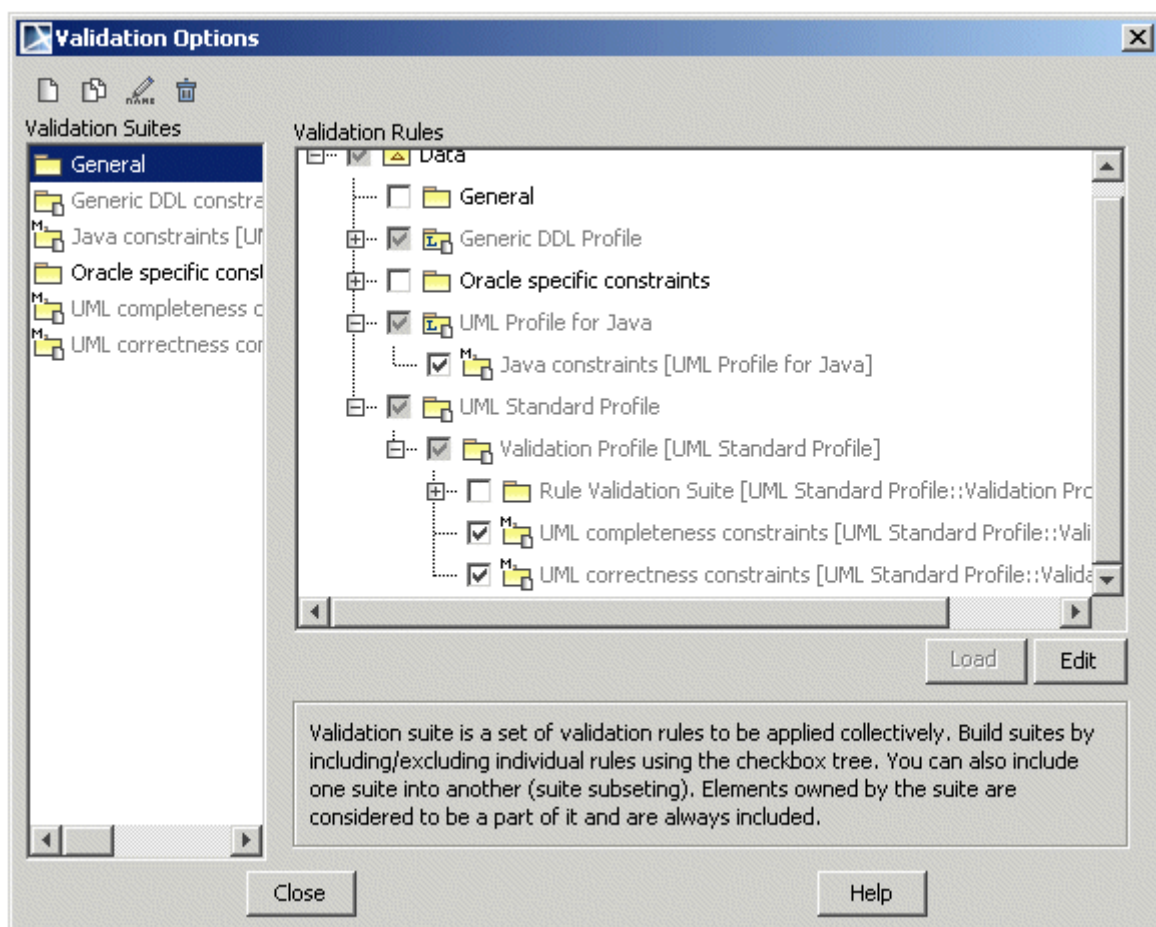 Validation Options
NAME
Validation Suites
General
Generic DDL constra
Java constraints [UM
Oracle specific const
UML completeness c
UML correctness cor
Validation Rules
Data
General
Generic DDL Profile
Oracle specific constraints
UML Profile for Java
Java constraints [UML Profile for Java]
UML Standard Profile
Validation Profile [UML Standard Profile]
Rule Validation Suite [UML Standard Profile::Validation Pro
UML completeness constraints [UML Standard Profile::Vali
UML correctness constraints [UML Standard Profile::Valida
Load Edit
Validation suite is a set of validation rules to be applied collectively. Build suites by
including/excluding individual rules using the checkbox tree. You can also include
one suite into another (suite subseting). Elements owned by the suite are
considered to be a part of it and are always included.
Close Help